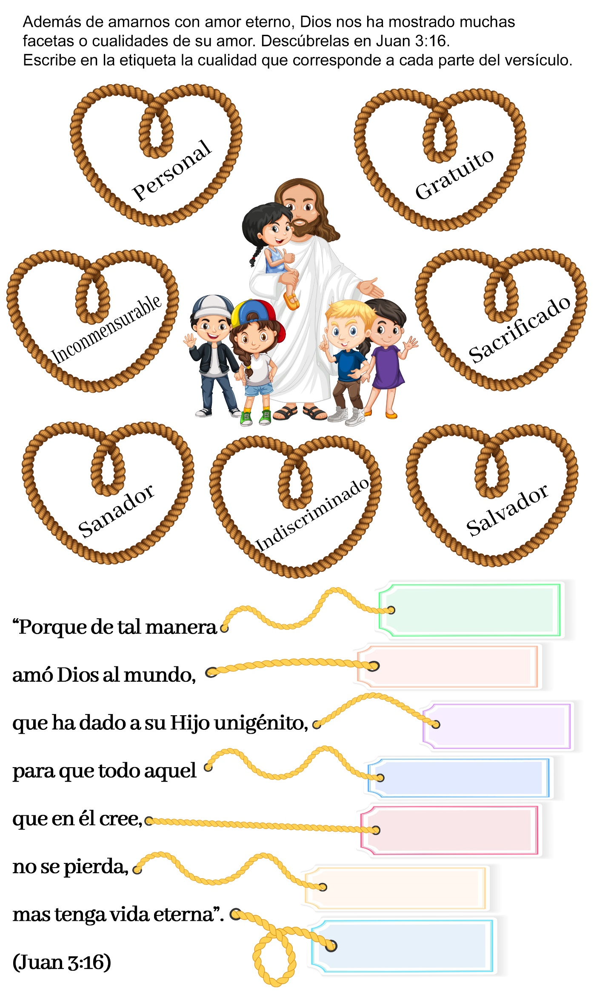 Además de amarnos con amor eterno, Dios nos ha mostrado muchas
facetas o cualidades de su amor. Descúbrelas en Juan 3:16.
Escribe en la etiqueta la cualidad que corresponde a cada parte del versículo.
Personal
Gratuito
Inconmensurable
Sacrificado
Sanador
Indiscriminado
Salvador
“Porque de tal manera
amó Dios al mundo,
que ha dado a su Hijo unigénito,
para que todo aquel
que en él cree,
no se pierda,
mas tenga vida eterna”.
(Juan 3:16)